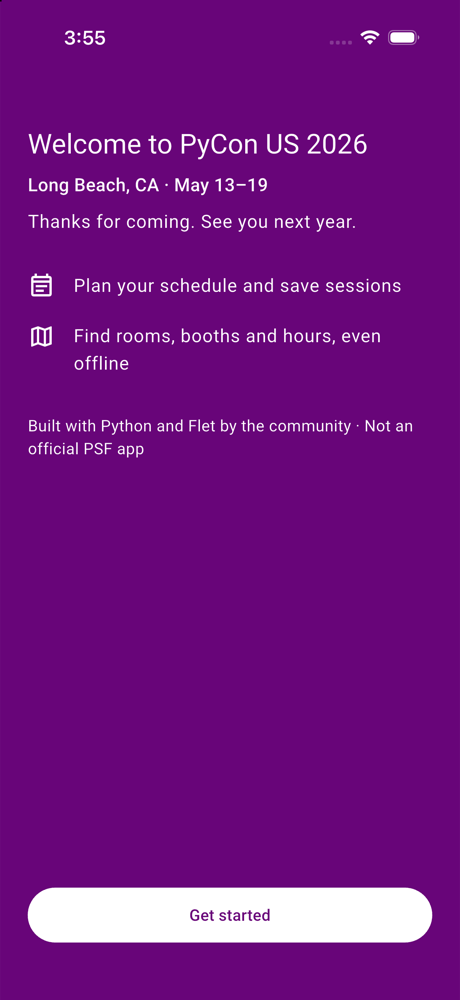 3:55
Welcome to PyCon US 2026
Long Beach, CA · May 13–19
Thanks for coming. See you next year.
Plan your schedule and save sessions
Find rooms, booths and hours, even
offline
Built with Python and Flet by the community · Not an
official PSF app
Get started